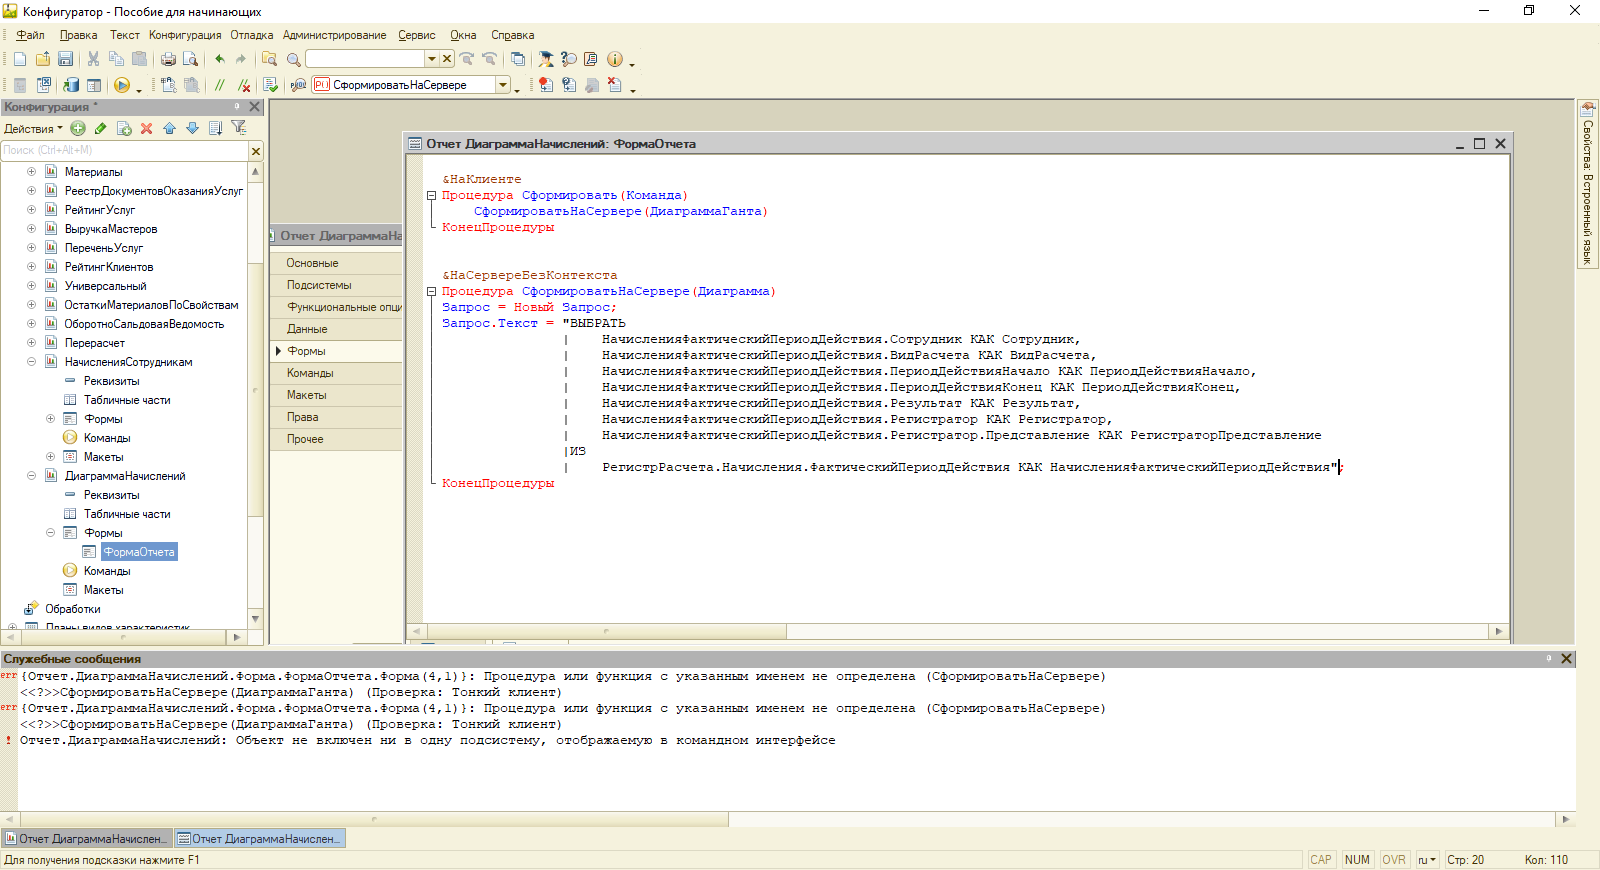 Конфигуратор - Пособие для начинающих
Файл Правка Текст Конфигурация Отладка Администрирование Сервис Окна Справка
СформироватьНаСервере
Конфигурация *
Действия
Поиск (Ctrl+Alt+M)
Материалы
РеестрДокументовОказанияУслуг
РейтингУслуг
ВыручкаМастеров
ПереченьУслуг
РейтингКлиентов
Универсальный
ОстаткиМатериаловПоСвойствам
ОборотноСальдоваяВедомость
Перерасчет
НачисленияСотрудникам
Реквизиты
Табличные части
Формы
Команды
Макеты
ДиаграммаНачислений
Реквизиты
Табличные части
Формы
ФормаОтчета
Команды
Макеты
Обработки
Планы видов характеристик
Отчет ДиаграммаНа
Основные
Подсистемы
Функциональные опци
Данные
Формы
Команды
Макеты
Права
Прочее
Отчет ДиаграммаНачислений: ФормаОтчета
&НаКлиенте
Процедура Сформировать(Команда)
СформироватьНаСервере(ДиаграммаГанта)
КонецПроцедуры
&НаСервереБезКонтекста
Процедура СформироватьНаСервере(Диаграмма)
Запрос = Новый Запрос;
Запрос.Текст = "ВЫБРАТЬ
| НачисленияФактическийПериодДействия.Сотрудник КАК Сотрудник,
| НачисленияФактическийПериодДействия.ВидРасчета КАК ВидРасчета,
| НачисленияФактическийПериодДействия.ПериодДействияНачало КАК ПериодДействияНачало,
| НачисленияФактическийПериодДействия.ПериодДействияКонец КАК ПериодДействияКонец,
| НачисленияФактическийПериодДействия.Результат КАК Результат,
| НачисленияФактическийПериодДействия.Регистратор КАК Регистратор,
| НачисленияФактическийПериодДействия.Регистратор.Представление КАК РегистраторПредставление
|ИЗ
| РегистрРасчета.Начисления.ФактическийПериодДействия КАК НачисленияФактическийПериодДействия";
КонецПроцедуры
Свойства: Встроенный язык
Служебные сообщения
err {Отчет.ДиаграммаНачислений.Форма.ФормаОтчета.Форма(4,1)}: Процедура или функция с указанным именем не определена (СформироватьНаСервере)
<<?>>СформироватьНаСервере(ДиаграммаГанта) (Проверка: Тонкий клиент)
err {Отчет.ДиаграммаНачислений.Форма.ФормаОтчета.Форма(4,1)}: Процедура или функция с указанным именем не определена (СформироватьНаСервере)
<<?>>СформироватьНаСервере(ДиаграммаГанта) (Проверка: Тонкий клиент)
! Отчет.ДиаграммаНачислений: Объект не включен ни в одну подсистему, отображаемую в командном интерфейсе
Отчет ДиаграммаНачислен... Отчет ДиаграммаНачислен...
Для получения подсказки нажмите F1 CAP NUM OVR ru Стр: 20 Кол: 110